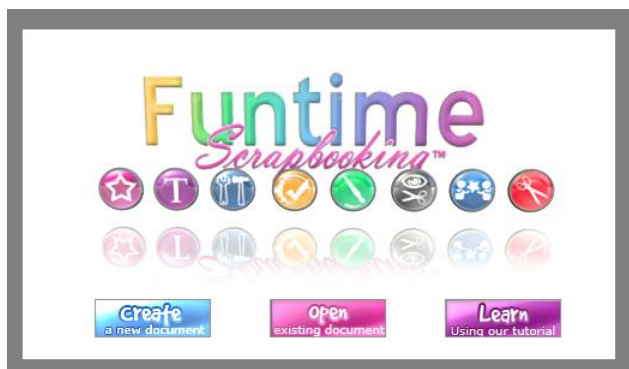 Funtime
Scrapbooking™
T
Create
a new document
Open
existing document
Learn
Using our tutorial